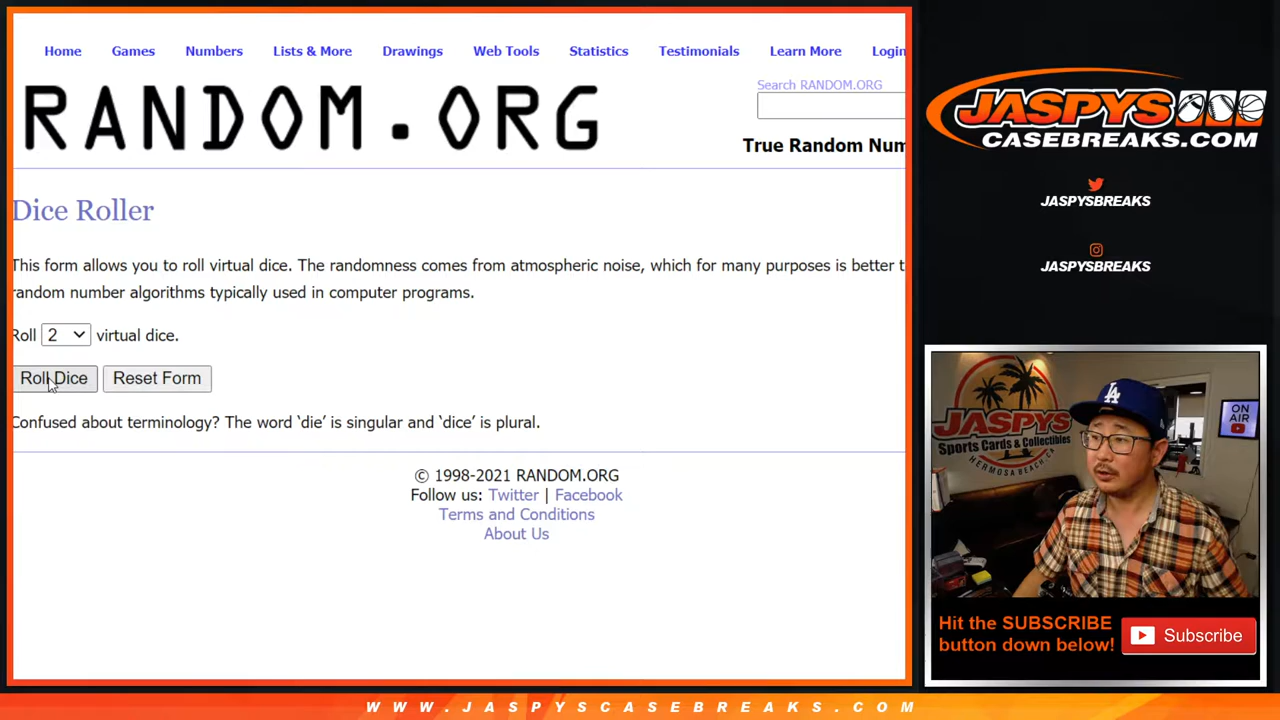 Home Games Numbers Lists & More Drawings Web Tools Statistics Testimonials Learn More Login
RANDOM.ORG
Search RANDOM.ORG
True Random Num
Dice Roller
This form allows you to roll virtual dice. The randomness comes from atmospheric noise, which for many purposes is better t
random number algorithms typically used in computer programs.
Roll 2 virtual dice.
Roll Dice Reset Form
Confused about terminology? The word ‘die’ is singular and ‘dice’ is plural.
© 1998-2021 RANDOM.ORG
Follow us: Twitter | Facebook
Terms and Conditions
About Us
JASPYS
CASEBREAKS.COM
JASPYSBREAKS
JASPYSBREAKS
JASPYS
Sports Cards & Collectibles
HERMOSA BEACH, CA
LA
ON
AIR
Hit the SUBSCRIBE
button down below!
Subscribe
WWW.JASPYSCASEBREAKS.COM